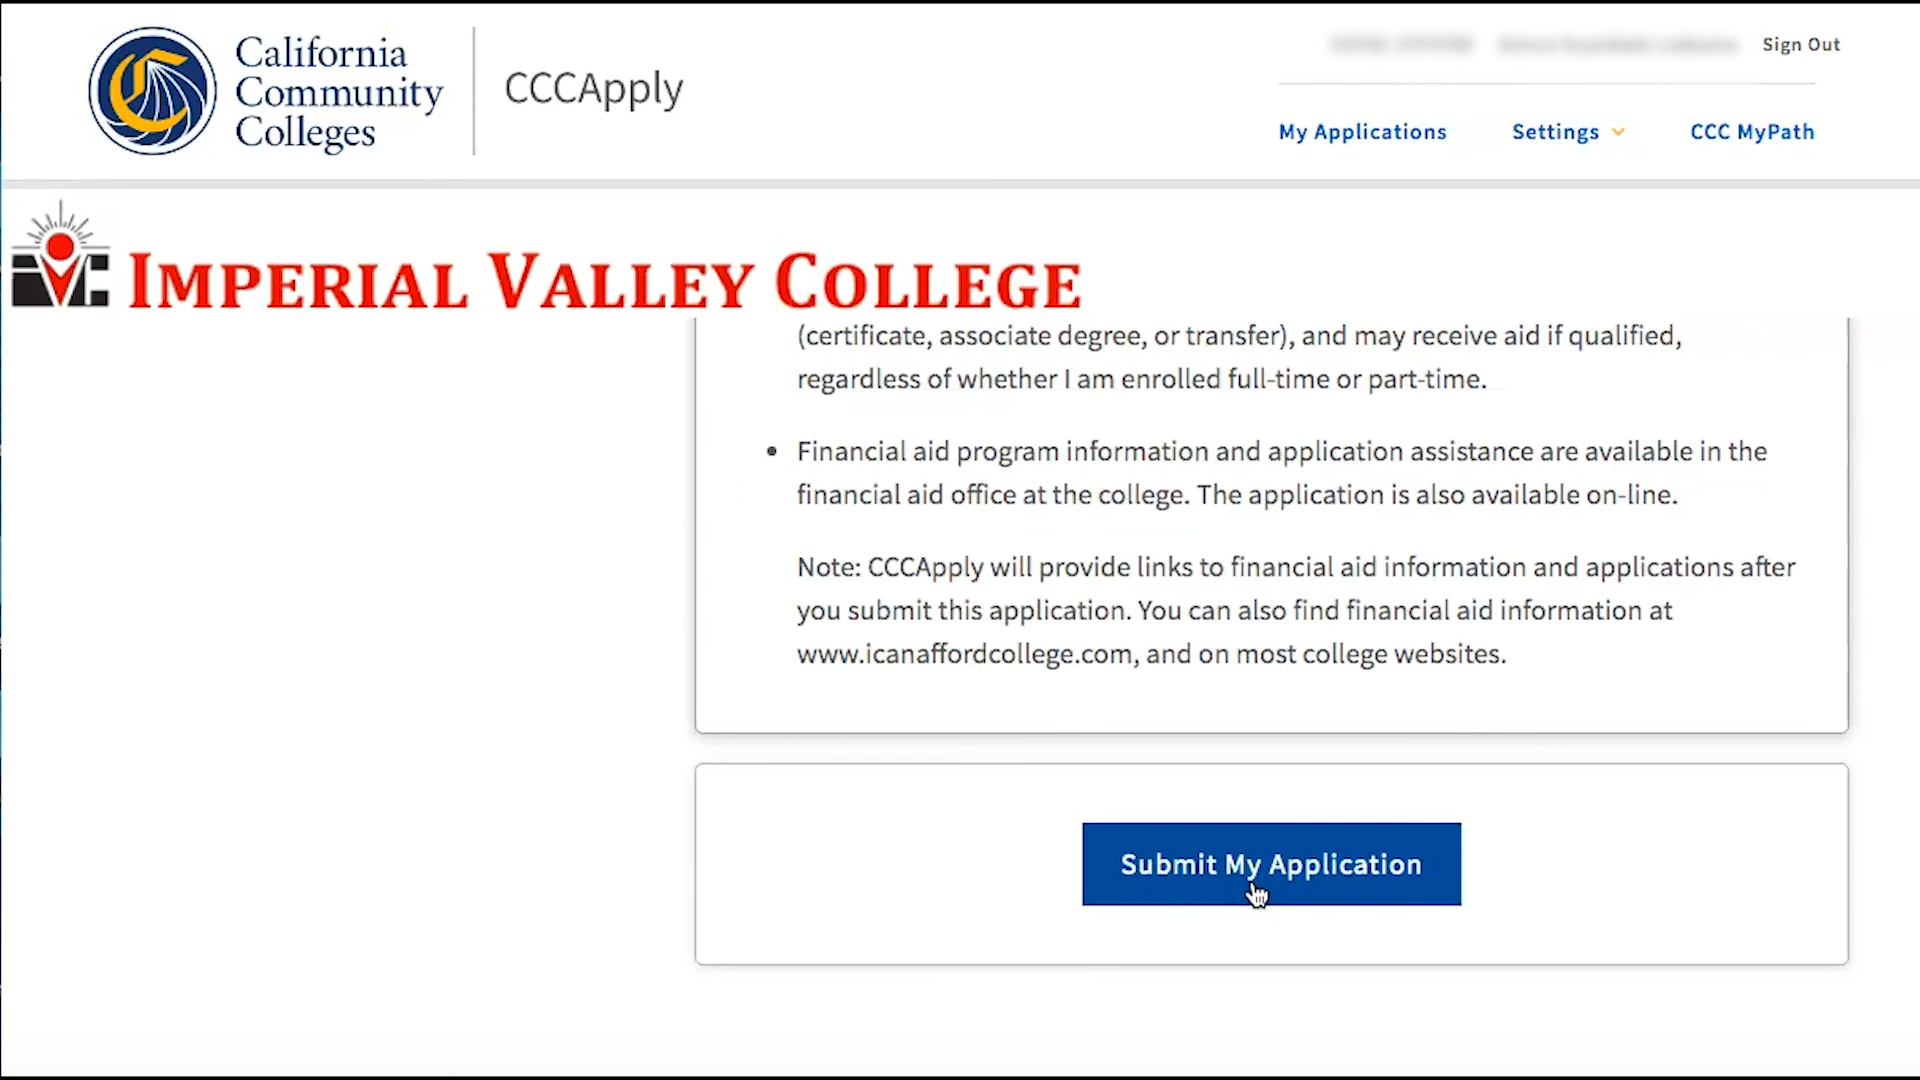 California
Community
Colleges
CCCApply
Sign Out
My Applications
Settings
CCC MyPath
IVC
IMPERIAL VALLEY COLLEGE
(certificate, associate degree, or transfer), and may receive aid if qualified,
regardless of whether I am enrolled full-time or part-time.
• Financial aid program information and application assistance are available in the
financial aid office at the college. The application is also available on-line.
Note: CCCApply will provide links to financial aid information and applications after
you submit this application. You can also find financial aid information at
www.icanaffordcollege.com, and on most college websites.
Submit My Application